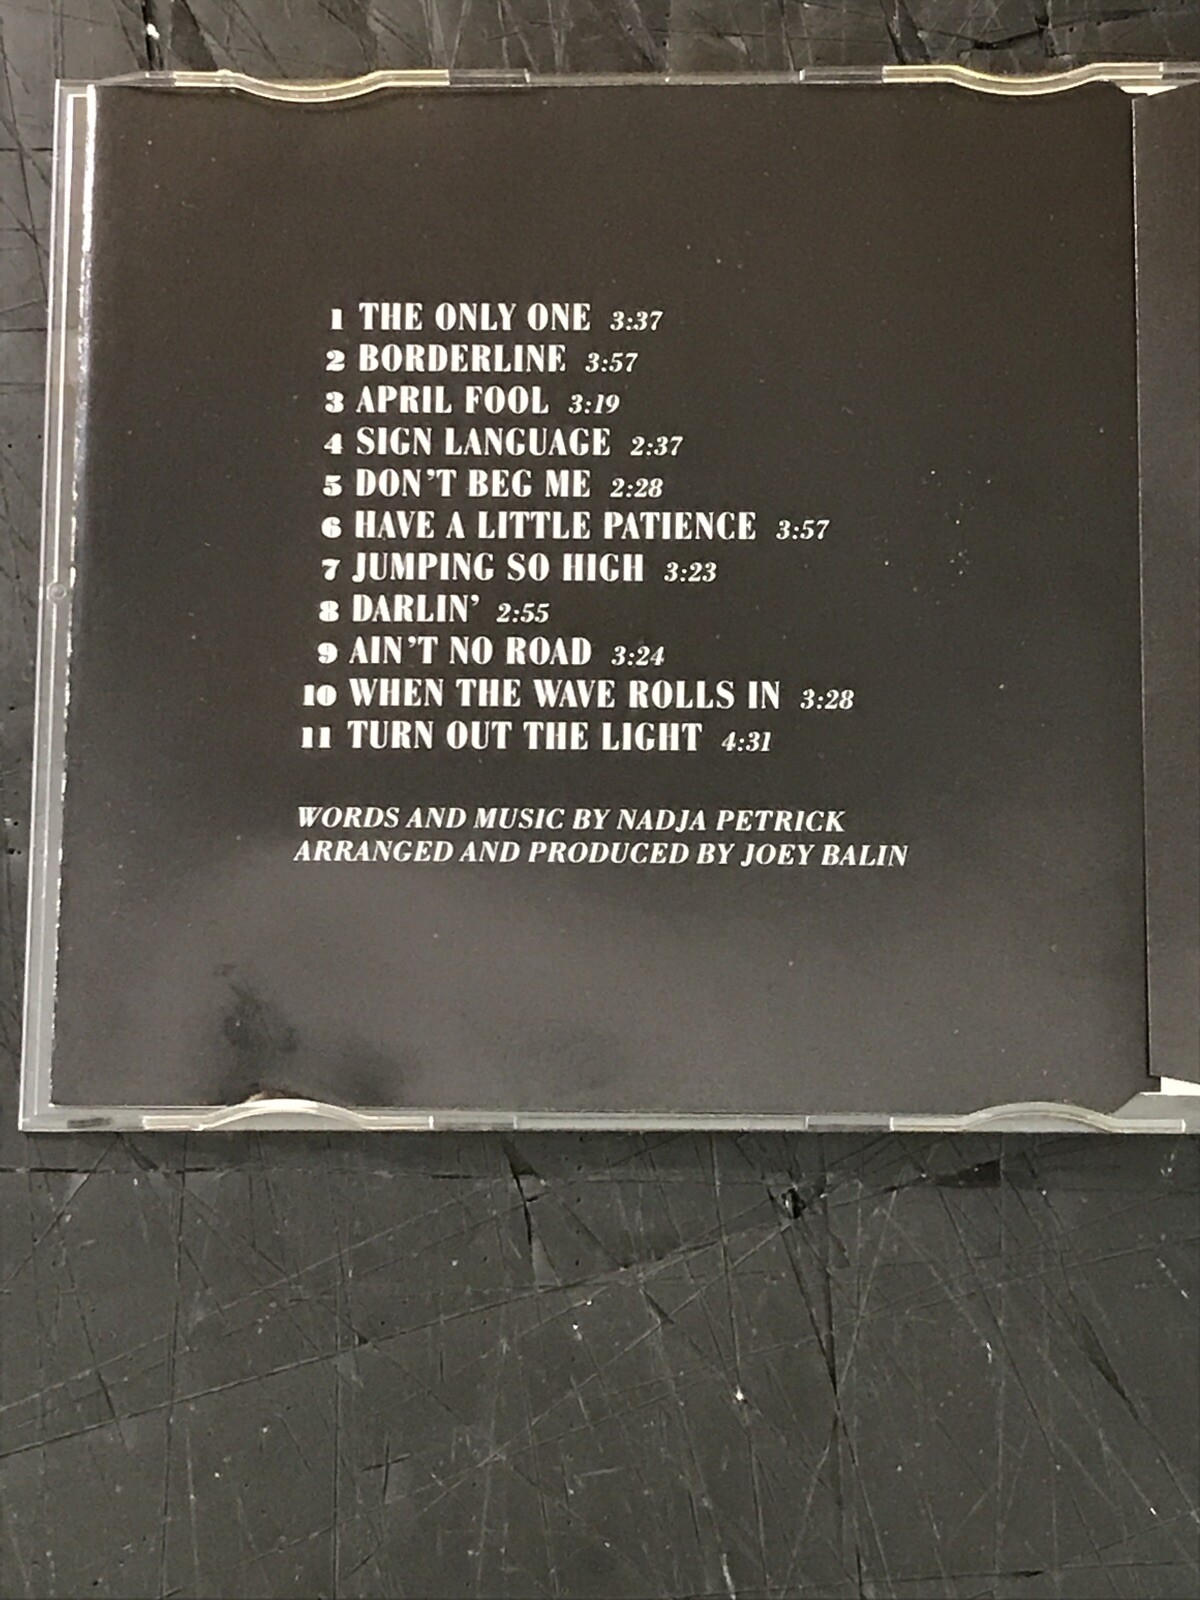 1 THE ONLY ONE 3:37
2 BORDERLINE 3:57
3 APRIL FOOL 3:19
4 SIGN LANGUAGE 2:37
5 DON'T BEG ME 2:28
6 HAVE A LITTLE PATIENCE 3:57
7 JUMPING SO HIGH 3:23
8 DARLIN' 2:55
9 AIN'T NO ROAD 3:24
10 WHEN THE WAVE ROLLS IN 3:28
11 TURN OUT THE LIGHT 4:31
WORDS AND MUSIC BY NADJA PETRICK
ARRANGED AND PRODUCED BY JOEY BALIN